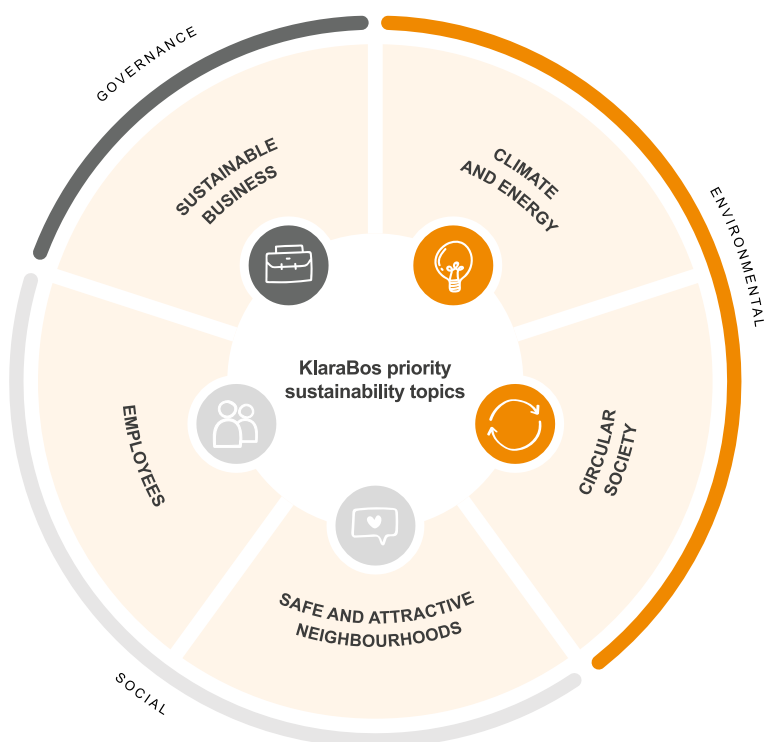 GOVERNANCE
SUSTAINABLE
BUSINESS
CLIMATE
AND ENERGY
ENVIRONMENTAL
KlaraBos priority
sustainability topics
EMPLOYEES
CIRCULAR
SOCIETY
SAFE AND ATTRACTIVE
NEIGHBOURHOODS
SOCIAL